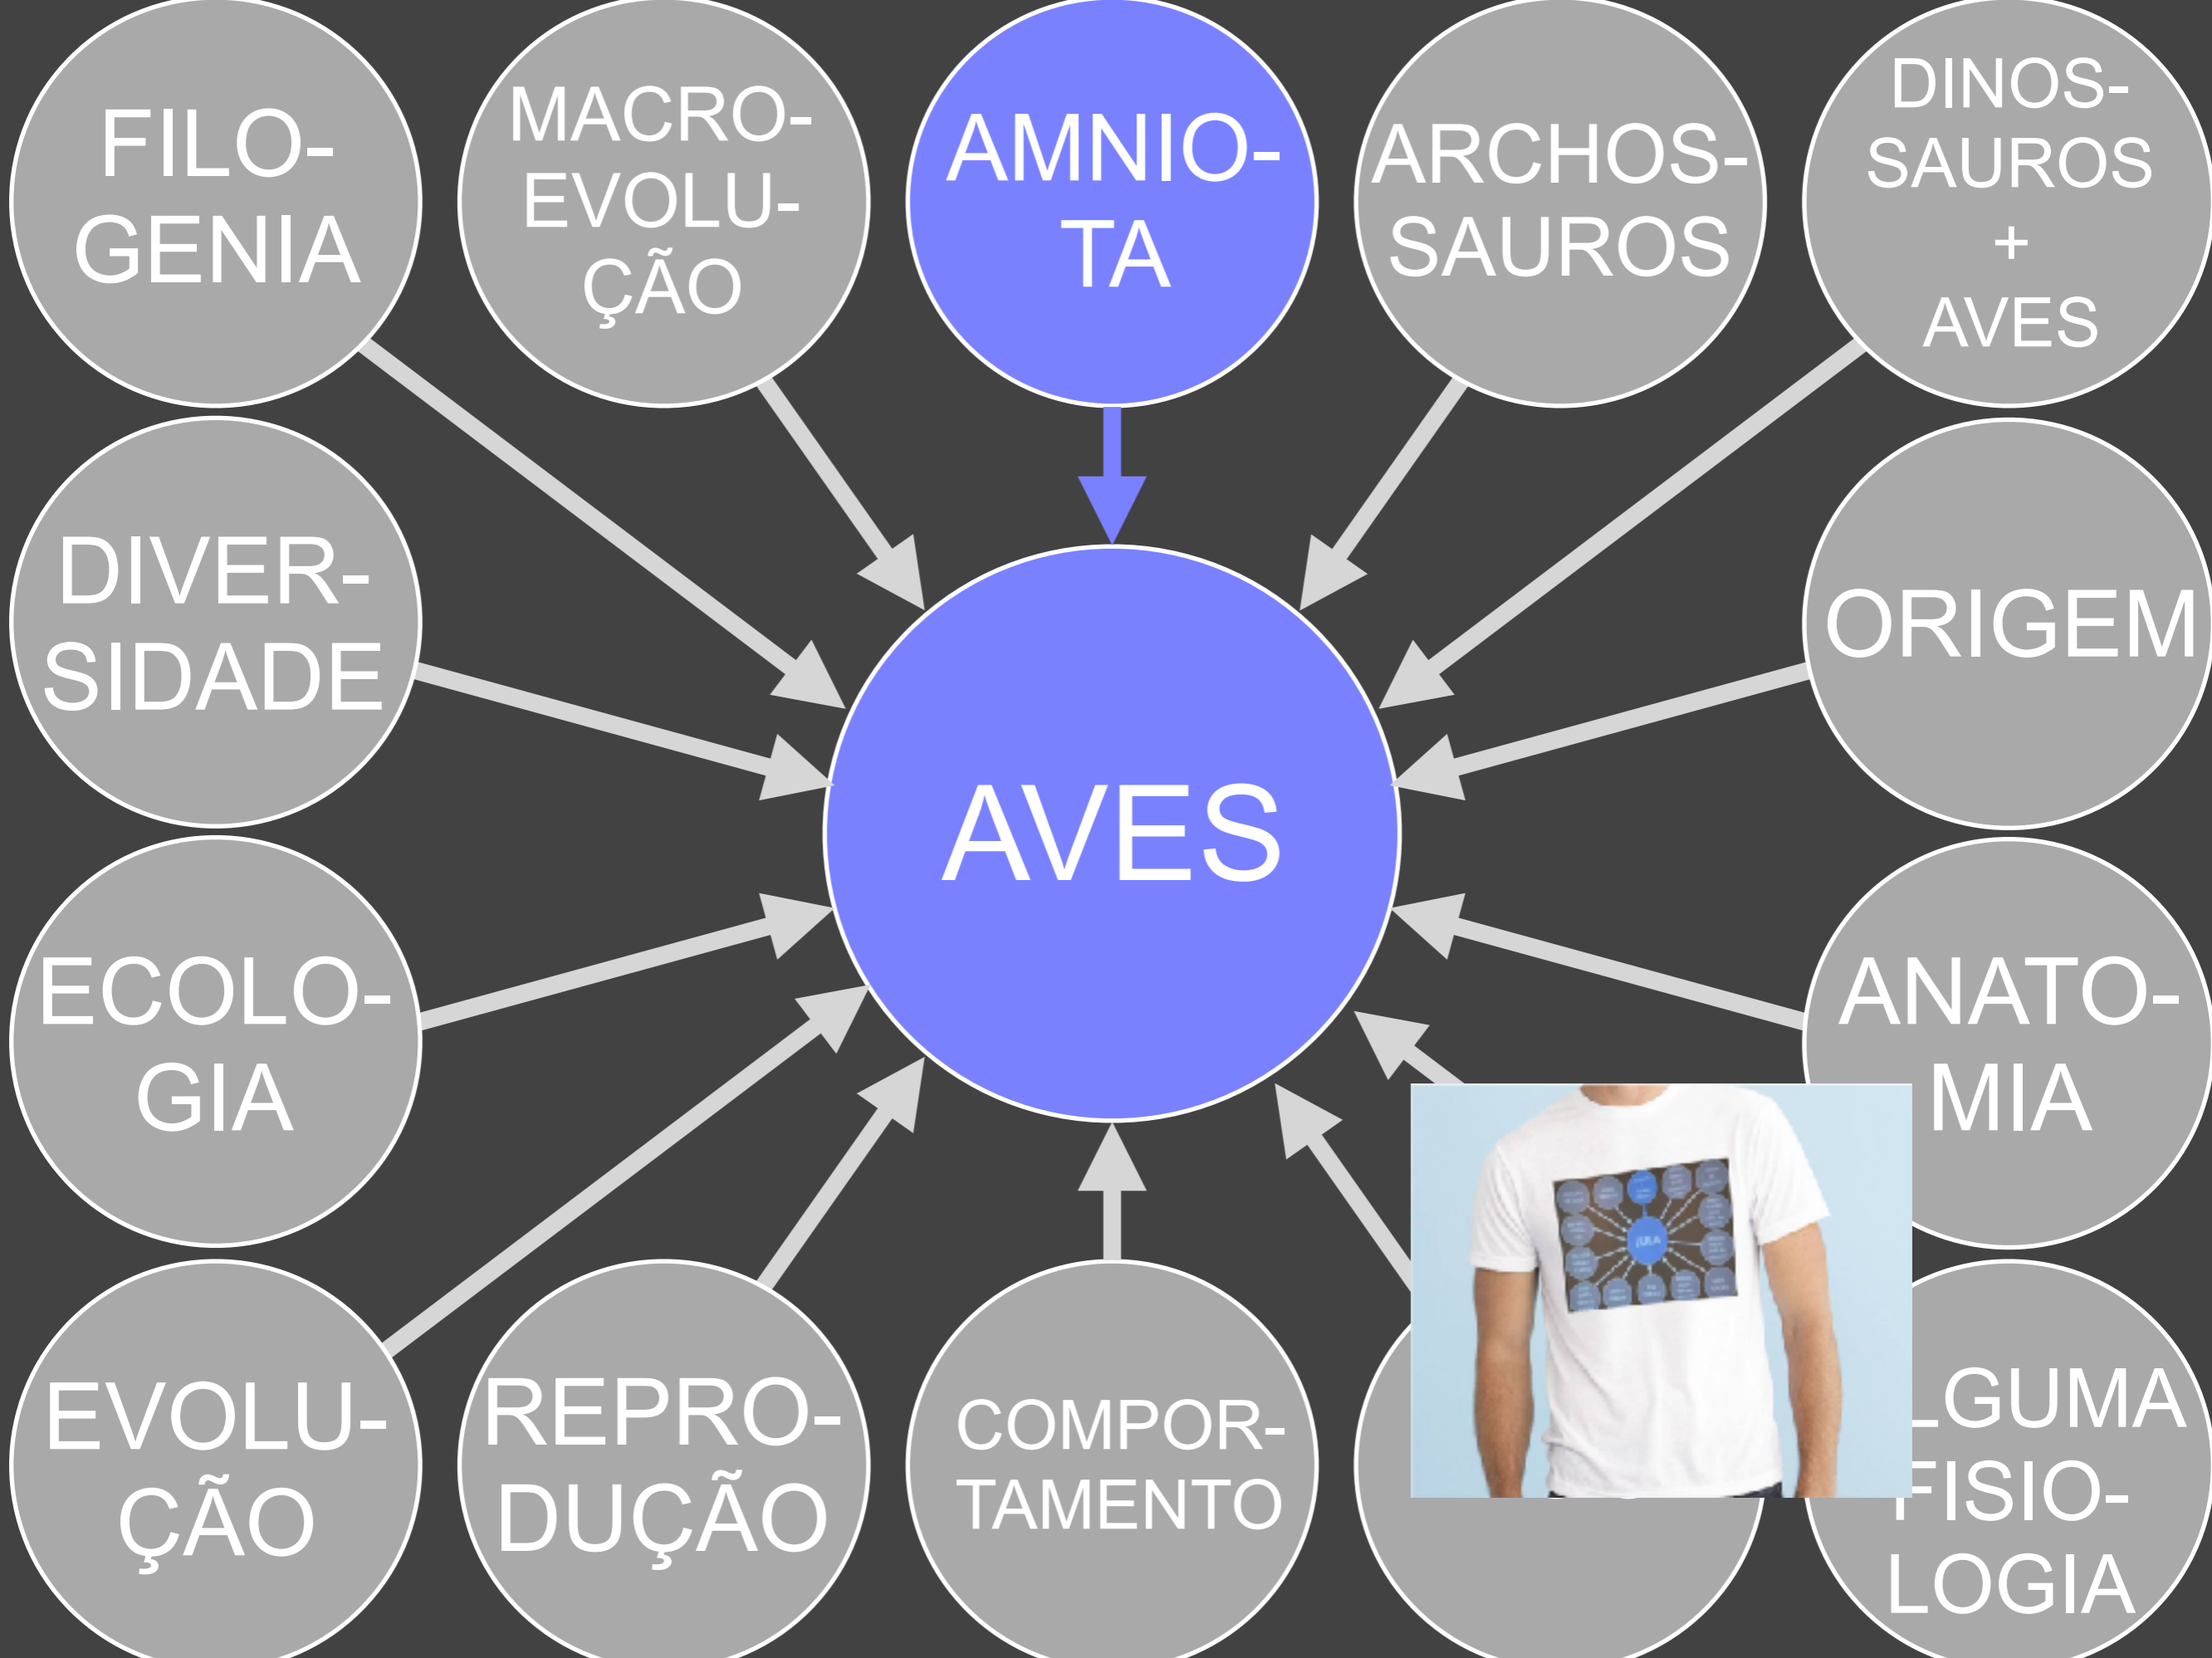 FILO-
GENIA
MACRO-
-EVOLU-
ÇÃO
AMNIO-
TA
ARCHOS-
SAUROS
DINOS-
SAUROS
+
AVES
DIVER-
SIDADE
ORIGEM
AVES
ECOLO-
GIA
ANATO-
MIA
EVOLU-
ÇÃO
REPRO-
DUÇÃO
COMPOR-
TAMENTO
GUMA
FISIO-
LOGIA